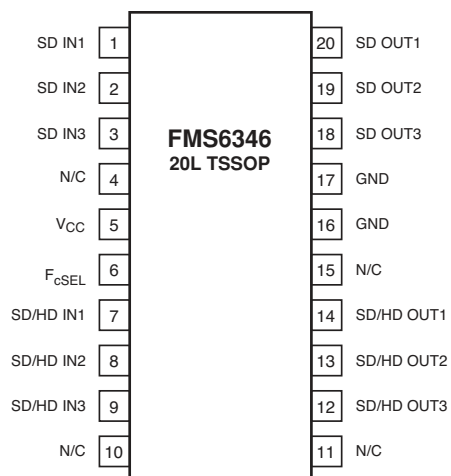 SD IN1 1 20 SD OUT1
SD IN2 2 19 SD OUT2
SD IN3 3 18 SD OUT3
FMS6346
20L TSSOP
N/C 4 17 GND
VCC 5 16 GND
FcSEL 6 15 N/C
SD/HD IN1 7 14 SD/HD OUT1
SD/HD IN2 8 13 SD/HD OUT2
SD/HD IN3 9 12 SD/HD OUT3
N/C 10 11 N/C